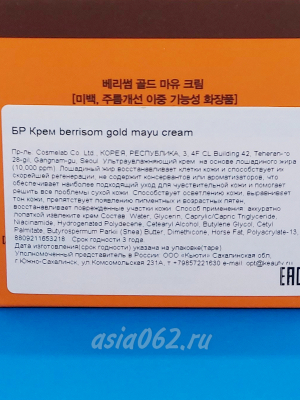 베리썸 골드 마유 크림
[미백, 주름개선 이중 기능성 화장품]
БР Крем berrisom gold mayu cream
Пр-ль: Cosmelab Co. Ltd., КОРЕЯ, РЕСПУБЛИКА, 3, 4F CL Building 42, Teheran-ro
28-gil, Gangnam-gu, Seoul. Ультраувлажняющий крем на основе лошадиного жира
(10,000 ppm). Лошадиный жир восстанавливает клетки кожи и способствует их
скорейшей регенерации, не содержит консервантов или ароматизаторов, что
обеспечивает наиболее подходящий уход для чувствительной кожи и помогает
решить все проблемы сухой кожи. Способствует осветлению кожи, выравнивает
тон кожи, препятствует появлению пигментных и возрастных пятен,
восстановлению поврежденных участки кожи. Способ применения: аккуратно
лопаткой извлеките крем Состав: Water, Glycerin, Caprylic/Capric Triglyceride,
Niacinamide, Hydrogenated Polydecene, Cetearyl Alcohol, Butylene Glycol, Cetyl
Palmitate, Butyrospermum Parkii (Shea) Butter, Dimethicone, Horse Fat, Polyacrylate-13,
8809211653218 . Срок годности 3 года.
Дата изготовления(срок годности) указана на упаковке(таре)
Уполномоченный представитель в России: ООО «Кьюти» Сахалинская обл,
г.Южно-Сахалинск, ул.Комсомольская 231А, т +79857221630 e-mail: opt@keauty.ru
EAC
asia062.ru